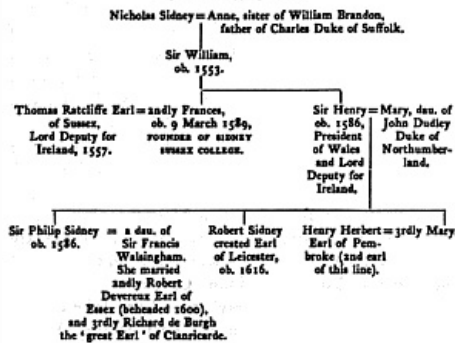 Nicholas Sidney = Anne, sister of William Brandon,
father of Charles Duke of Suffolk.
Sir William,
ob. 1553.
Thomas Ratcliffe Earl = 2ndly Frances,
of Sussex,
Lord Deputy for
Ireland, 1557.
ob. 9 March 1589,
FOUNDER OF SIDNEY
SUSSEX COLLEGE.
Sir Henry = Mary, dau. of
ob. 1586,
President
of Wales
and Lord
Deputy for
Ireland,
John Dudley
Duke of
Northumber-
land.
Sir Philip Sidney = a dau. of
ob. 1586.
Sir Francis
Walsingham.
She married
2ndly Robert
Devereux Earl of
Essex (beheaded 1600),
and 3rdly Richard de Burgh
the 'great Earl' of Clanricarde.
Robert Sidney
created Earl
of Leicester,
ob. 1616.
Henry Herbert = 3rdly Mary
Earl of Pem-
broke (2nd earl
of this line).